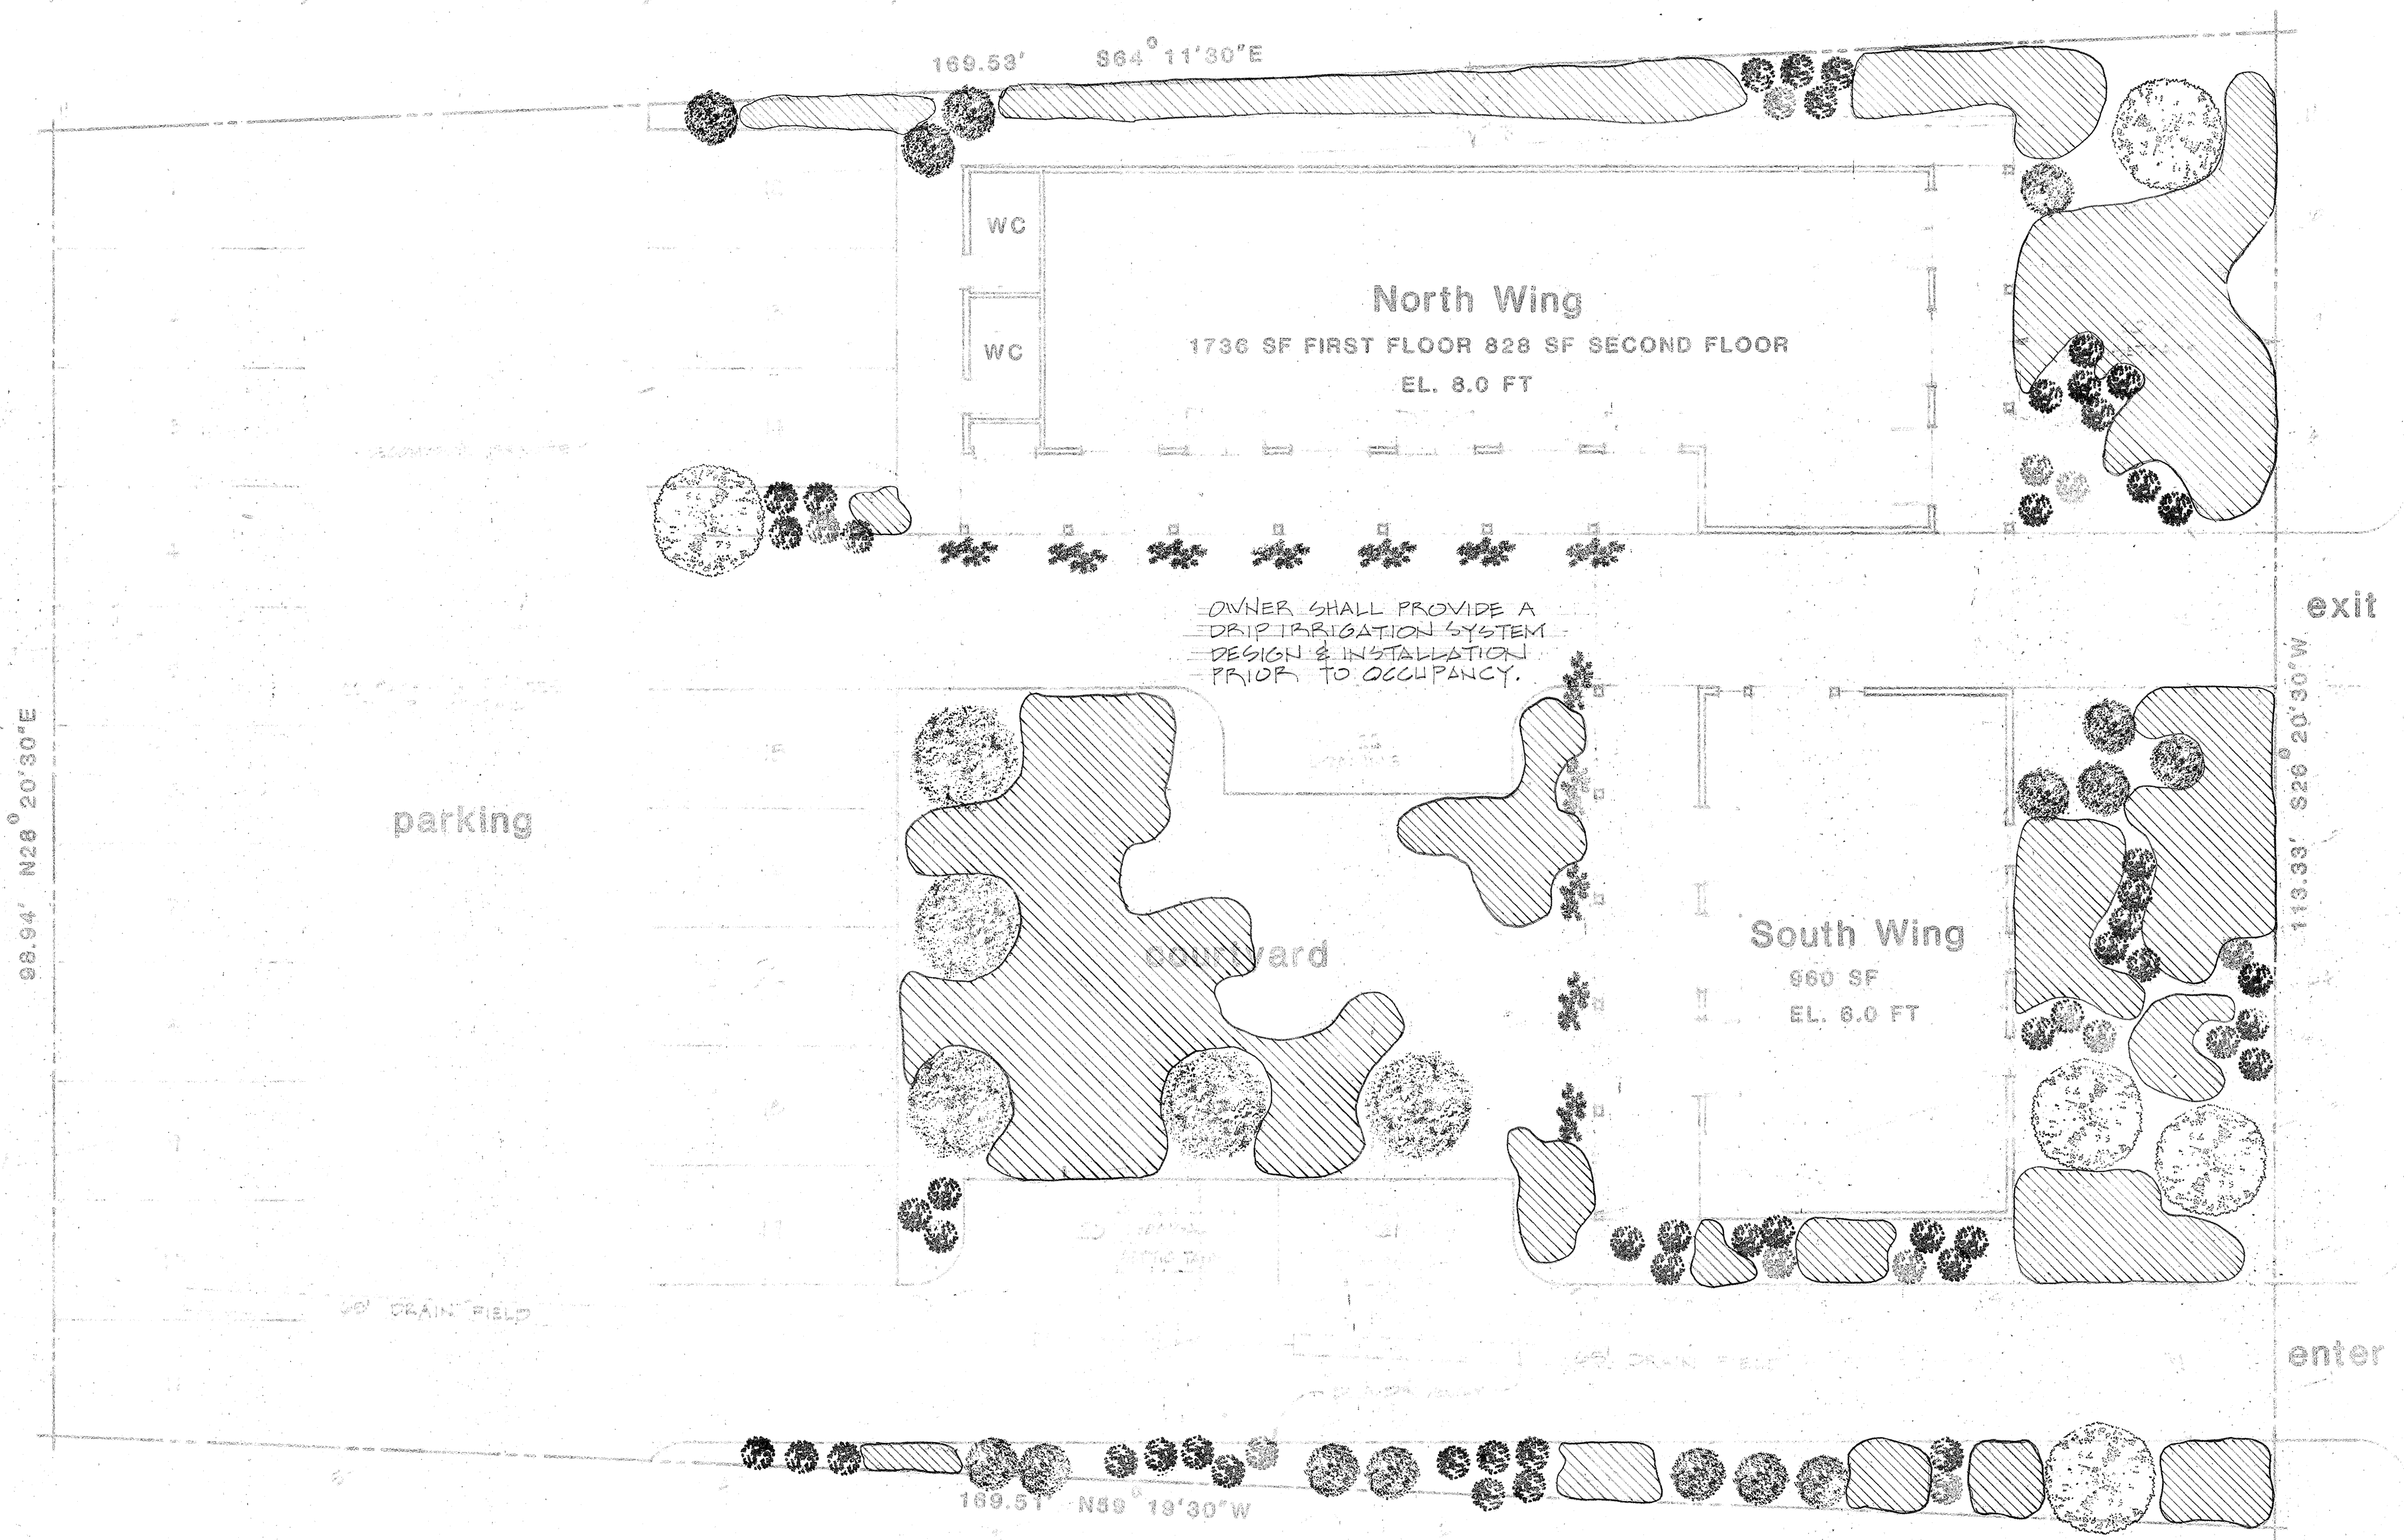 169.53' S64° 11'30"E
WC
North Wing
1736 SF FIRST FLOOR 828 SF SECOND FLOOR
WC
EL. 8.0 FT
exit
OWNER SHALL PROVIDE A
DRIP IRRIGATION SYSTEM
DESIGN & INSTALLATION
PRIOR TO OCCUPANCY.
98.94' N28° 20'30"E
parking
courtyard
South Wing
960 SF
EL. 6.0 FT
113.33' S26° 20'30"W
DRAIN FIELD
DRAIN FIELD
enter
169.51' N59° 19'30"W